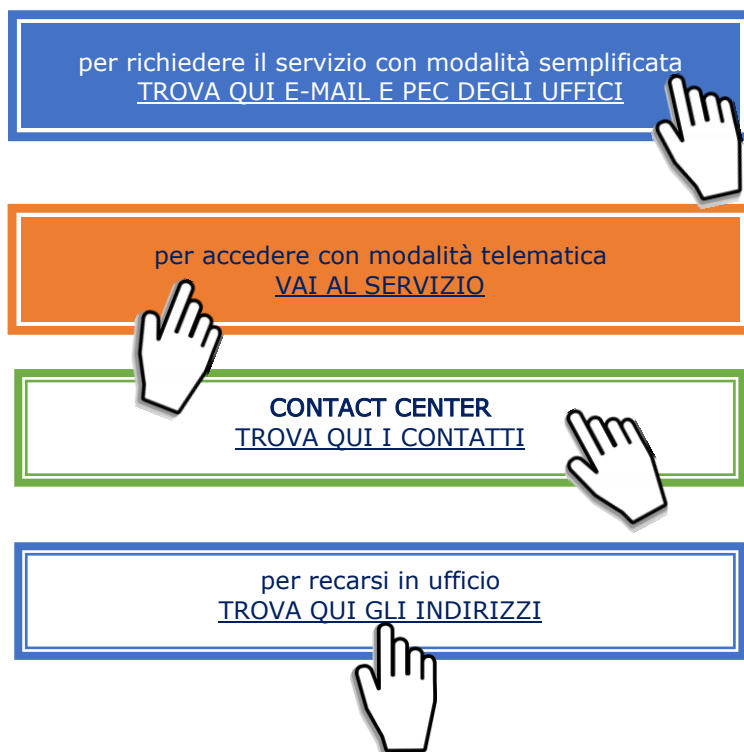 per richiedere il servizio con modalità semplificata
TROVA QUI E-MAIL E PEC DEGLI UFFICI
per accedere con modalità telematica
VAI AL SERVIZIO
CONTACT CENTER
TROVA QUI I CONTATTI
per recarsi in ufficio
TROVA QUI GLI INDIRIZZI